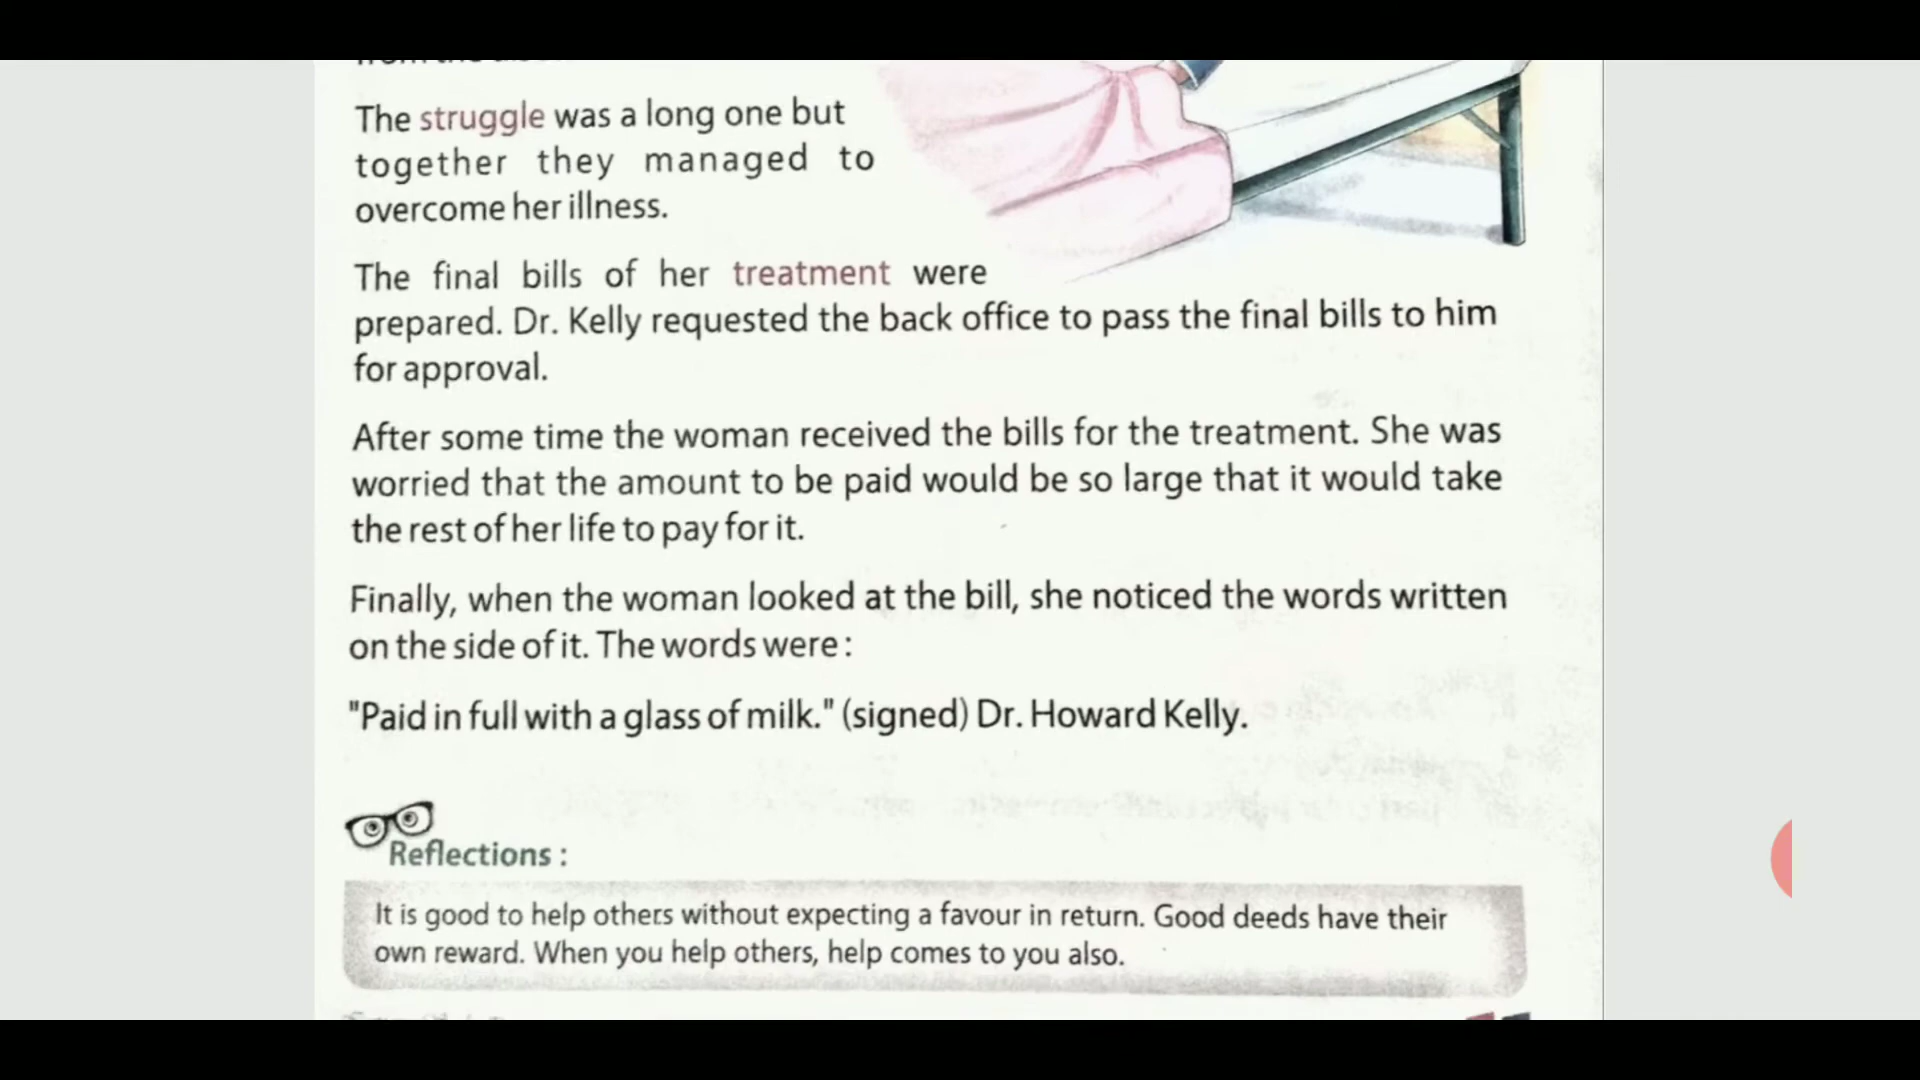 The struggle was a long one but
together they managed to
overcome her illness.
The final bills of her treatment were
prepared. Dr. Kelly requested the back office to pass the final bills to him
for approval.
After some time the woman received the bills for the treatment. She was
worried that the amount to be paid would be so large that it would take
the rest of her life to pay for it.
Finally, when the woman looked at the bill, she noticed the words written
on the side of it. The words were :
"Paid in full with a glass of milk." (signed) Dr. Howard Kelly.
Reflections :
It is good to help others without expecting a favour in return. Good deeds have their
own reward. When you help others, help comes to you also.